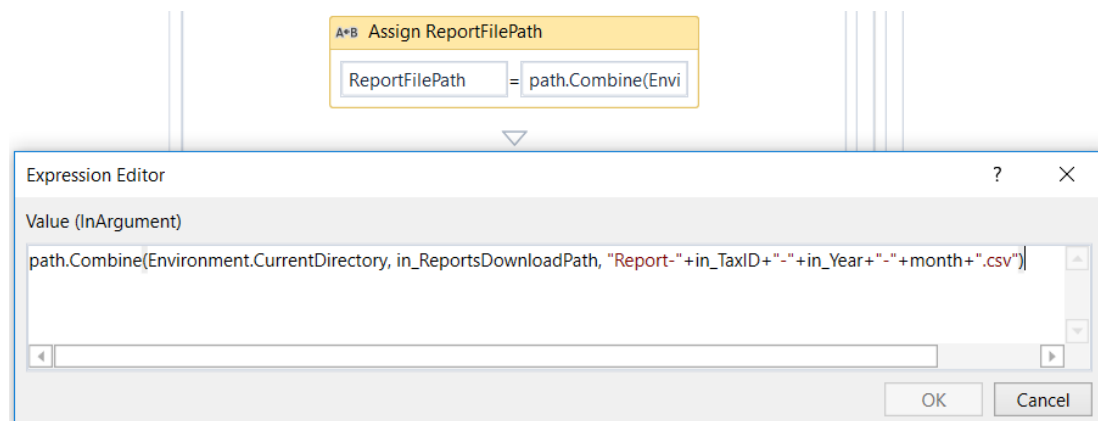 A+B Assign ReportFilePath
ReportFilePath = path.Combine(Envi
Expression Editor ?
Value (InArgument)
path.Combine(Environment.CurrentDirectory, in_ReportsDownloadPath, "Report-"+in_TaxID+"-"+in_Year+"-"+month+".csv")
OK Cancel